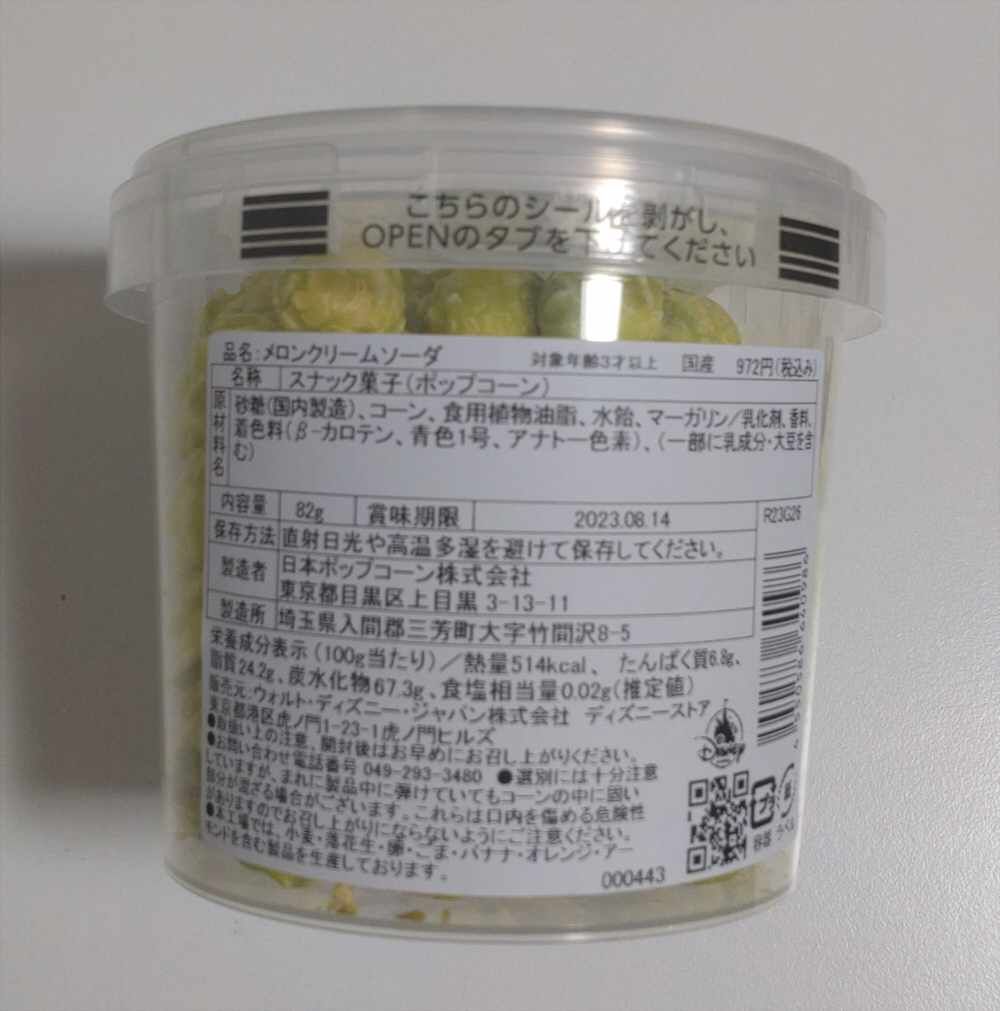 こちらのシールを剥がし、
OPENのタブを下げてください
品名:メロンクリームソーダ 対象年齢3才以上 国産 972円(税込み)
名称 スナック菓子(ポップコーン)
原材料名 砂糖(国内製造)、コーン、食用植物油脂、水飴、マーガリン/乳化剤、香料、
着色料(β-カロテン、青色1号、アナトー色素)、(一部に乳成分・大豆を含
む)
内容量 82g 賞味期限 2023.08.14 R23G26
保存方法 直射日光や高温多湿を避けて保存してください。
製造者 日本ポップコーン株式会社
東京都目黒区上目黒 3-13-11
製造所 埼玉県入間郡三芳町大字竹間沢8-5
栄養成分表示 (100g当たり)/熱量514kcal、 たんぱく質6.8g、
脂質24.2g、炭水化物67.3g、食塩相当量0.02g(推定値)
販売元:ウォルト・ディズニー・ジャパン株式会社 ディズニーストア
東京都港区虎ノ門1-23-1虎ノ門ヒルズ
●取扱い上の注意、開封後はお早めにお召し上がりください。
●お問い合わせ電話番号 049-293-3480 ●選別には十分注意
していますが、まれに製品中に弾けていてもコーンの中に固い
部分が混ざる場合がございます。これらは口内を傷める危険性
がありますのでお召し上がりにならないようにご注意ください。
●本工場では、小麦・落花生・卵・ごま・バナナ・オレンジ・アー
モンドを含む製品を生産しております。
000443
Disney
プラ
容器 ラベル